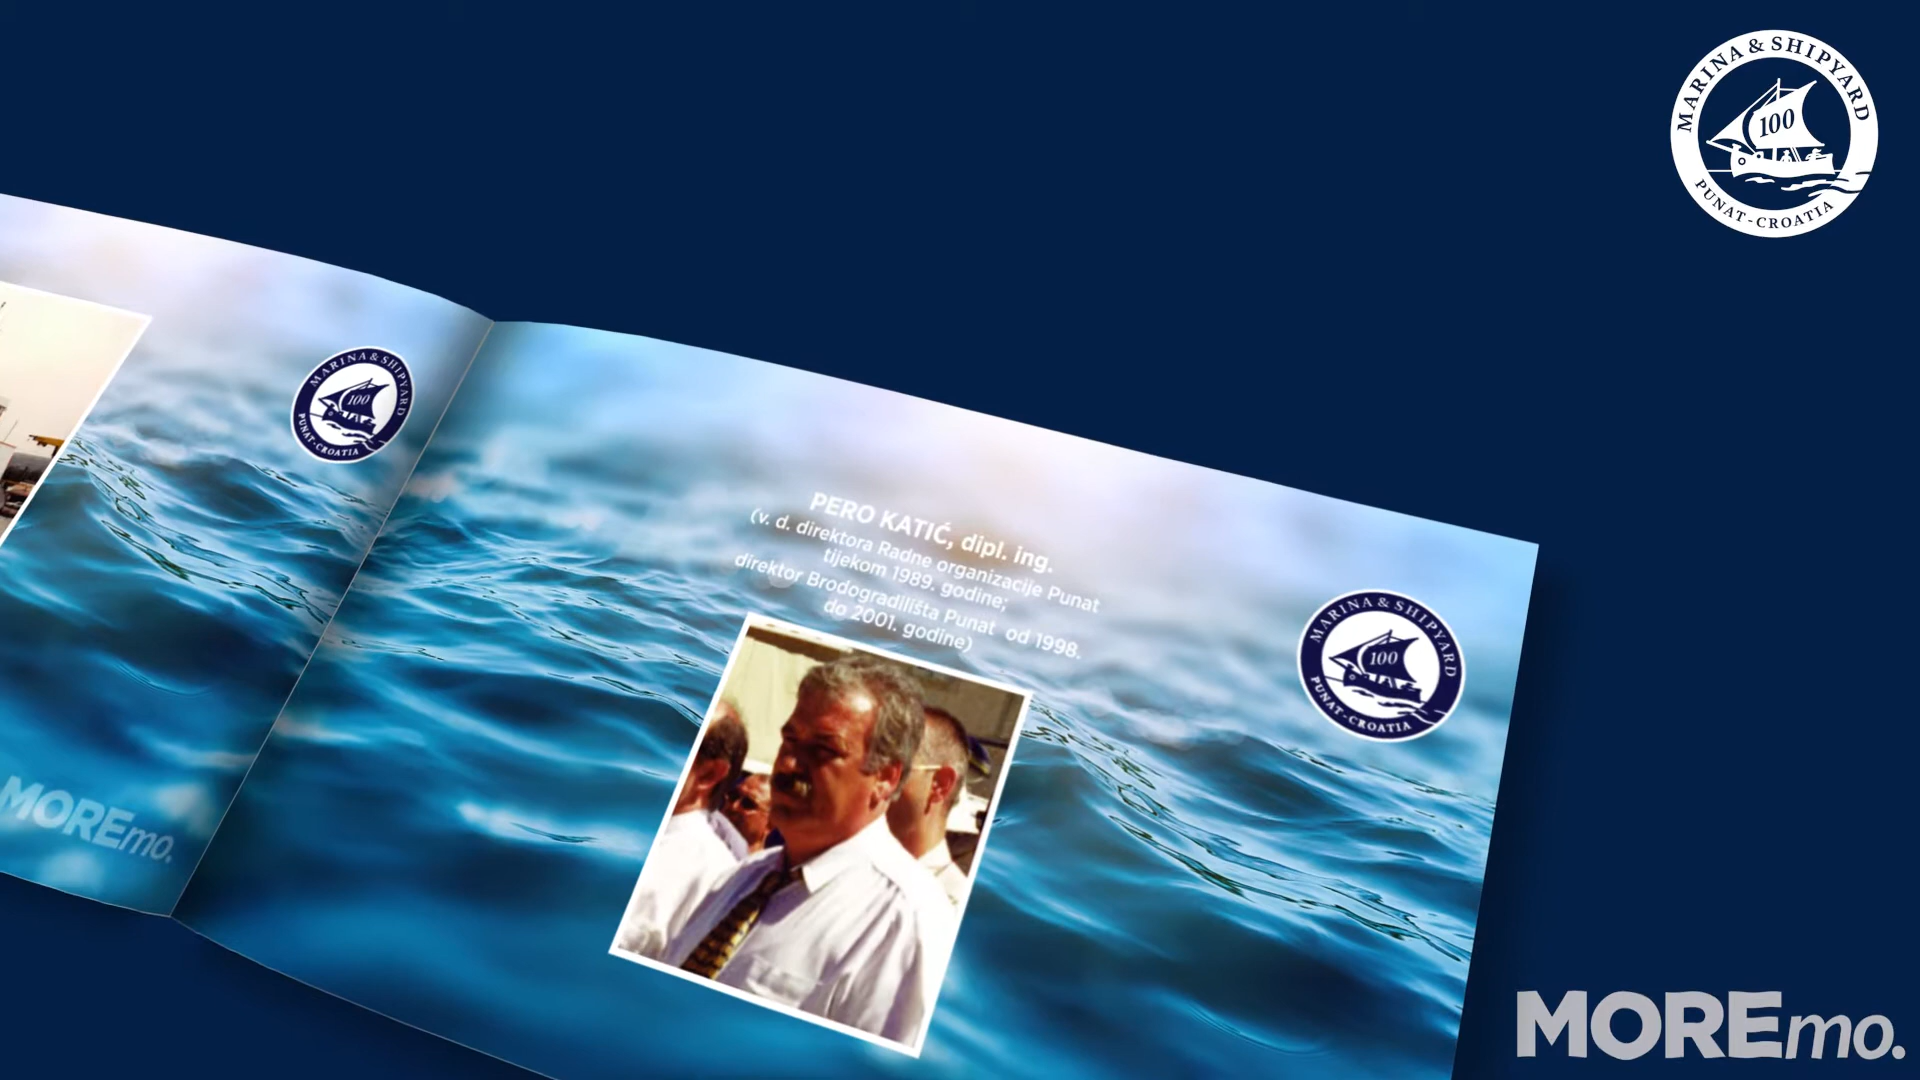 MARINA & SHIPYARD
100
PUNAT-CROATIA
MARINA & SHIPYARD
100
PUNAT-CROATIA
PERO KATIĆ, dipl. ing.
(v. d. direktora Radne organizacije Punat
tijekom 1989. godine;
direktor Brodogradilišta Punat od 1998.
do 2001. godine)
MARINA & SHIPYARD
100
PUNAT-CROATIA
MOREmo.
MOREmo.